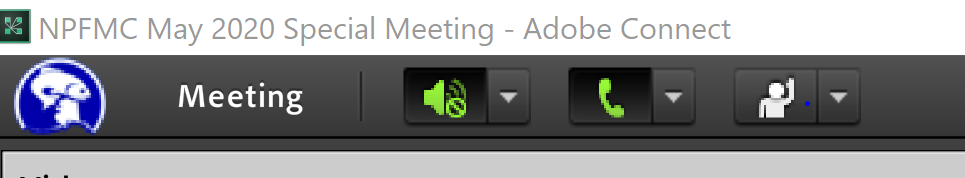 NPFMC May 2020 Special Meeting - Adobe Connect
Meeting